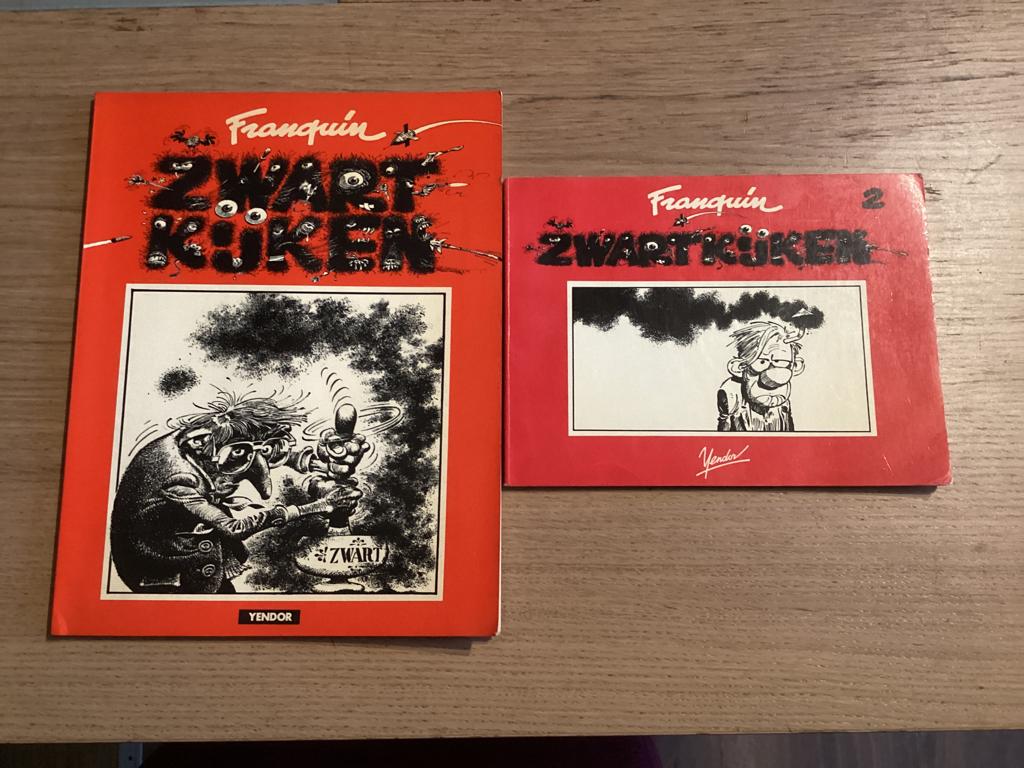 Franquin
ZWART
KIJKEN
ZWART
YENDOR
Franquin
2
ZWARTKIJKEN
Yendor